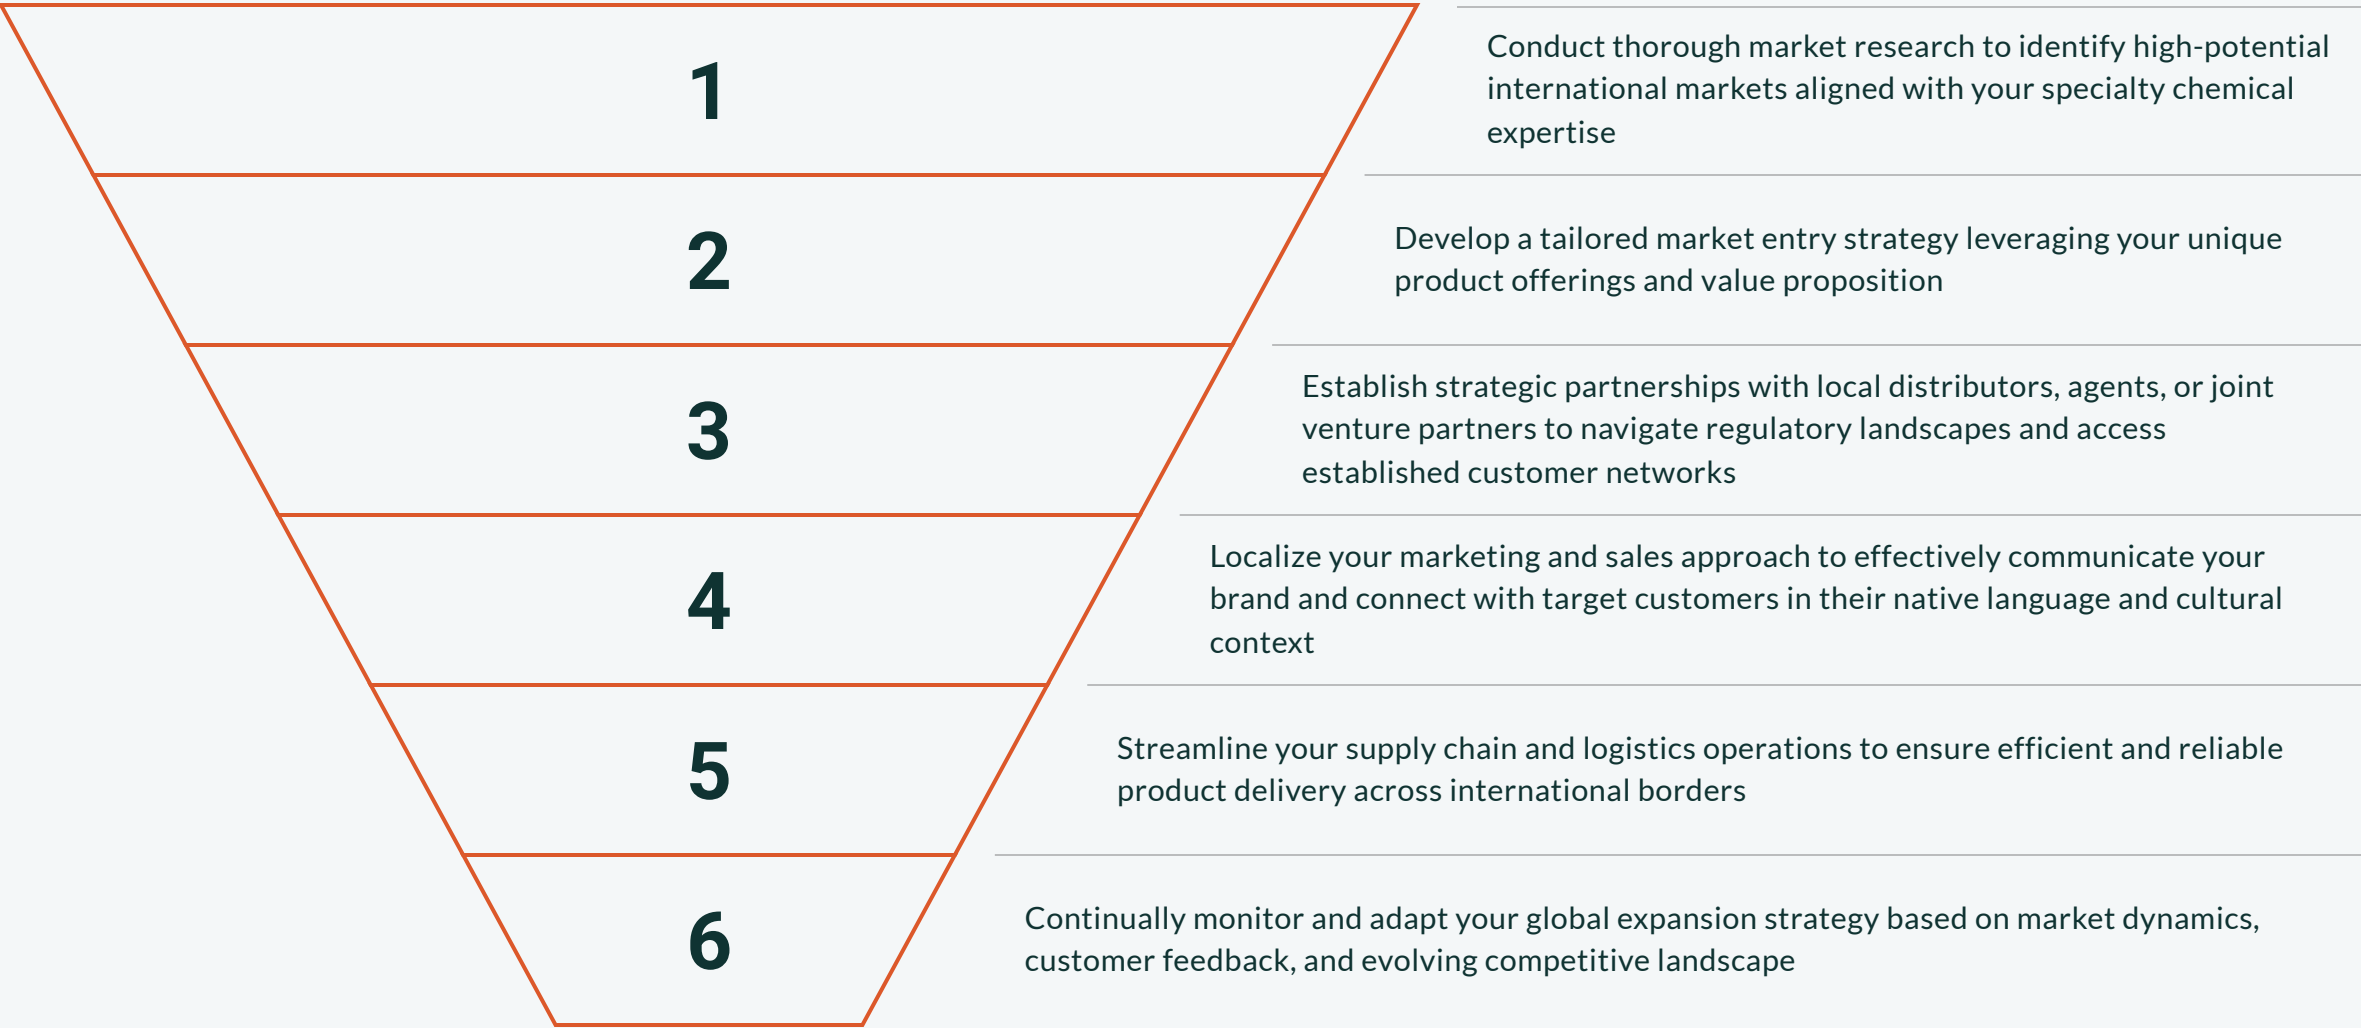 1
Conduct thorough market research to identify high-potential
international markets aligned with your specialty chemical
expertise
2
Develop a tailored market entry strategy leveraging your unique
product offerings and value proposition
3
Establish strategic partnerships with local distributors, agents, or joint
venture partners to navigate regulatory landscapes and access
established customer networks
4
Localize your marketing and sales approach to effectively communicate your
brand and connect with target customers in their native language and cultural
context
5
Streamline your supply chain and logistics operations to ensure efficient and reliable
product delivery across international borders
6
Continually monitor and adapt your global expansion strategy based on market dynamics,
customer feedback, and evolving competitive landscape